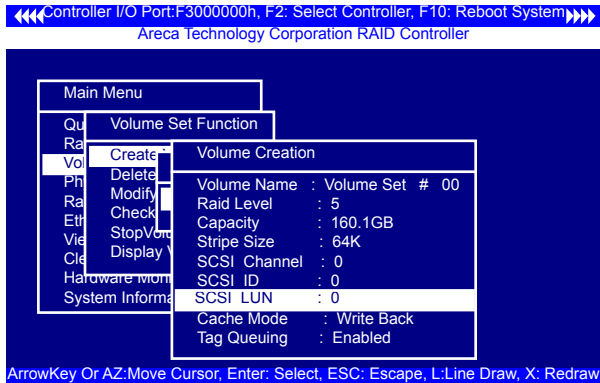 Controller I/O Port:F3000000h, F2: Select Controller, F10: Reboot System
Areca Technology Corporation RAID Controller
Main Menu
Volume Set Function
Volume Creation
Create
Delete
Modify
Check
StopVolu
Display V
Hardware Moni
System Informa
Volume Name : Volume Set # 00
Raid Level : 5
Capacity : 160.1GB
Stripe Size : 64K
SCSI Channel : 0
SCSI ID : 0
SCSI LUN : 0
Cache Mode : Write Back
Tag Queuing : Enabled
ArrowKey Or AZ:Move Cursor, Enter: Select, ESC: Escape, L:Line Draw, X: Redraw